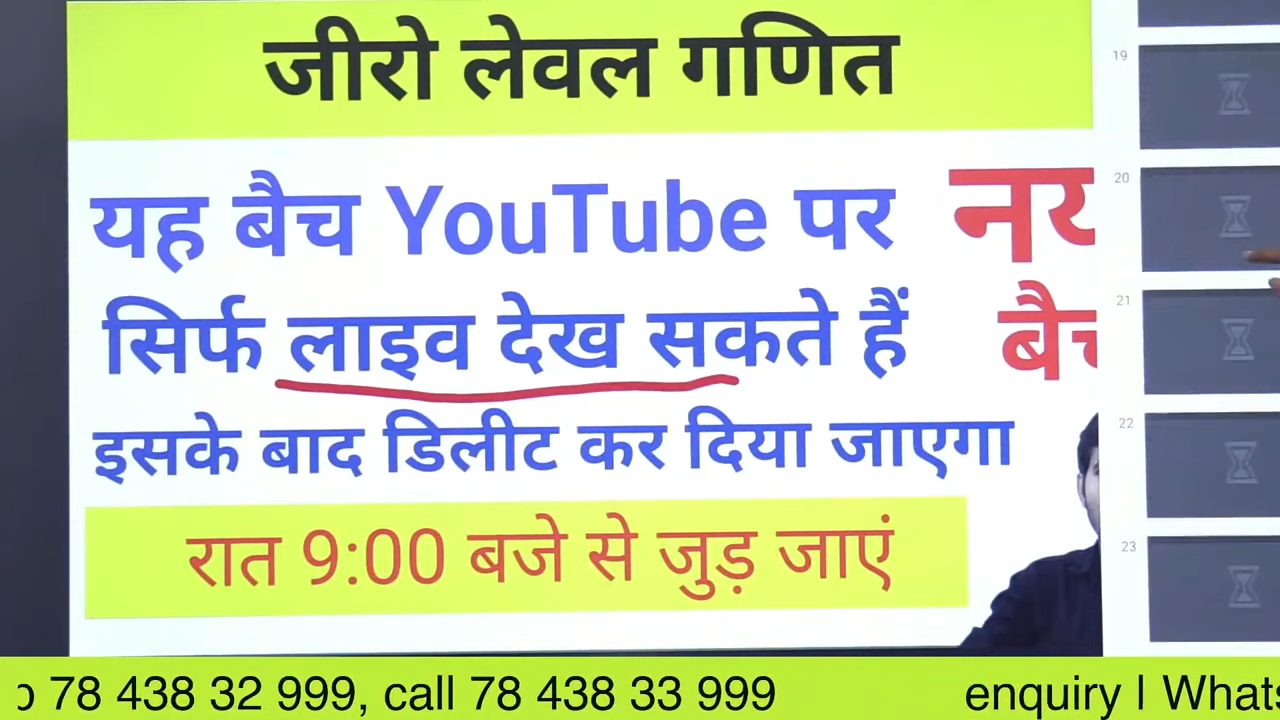 जीरो लेवल गणित
यह बैच YouTube पर
सिर्फ लाइव देख सकते हैं
इसके बाद डिलीट कर दिया जाएगा
रात 9:00 बजे से जुड़ जाएं
19
20
21
22
23
78 438 32 999, call 78 438 33 999
enquiry |